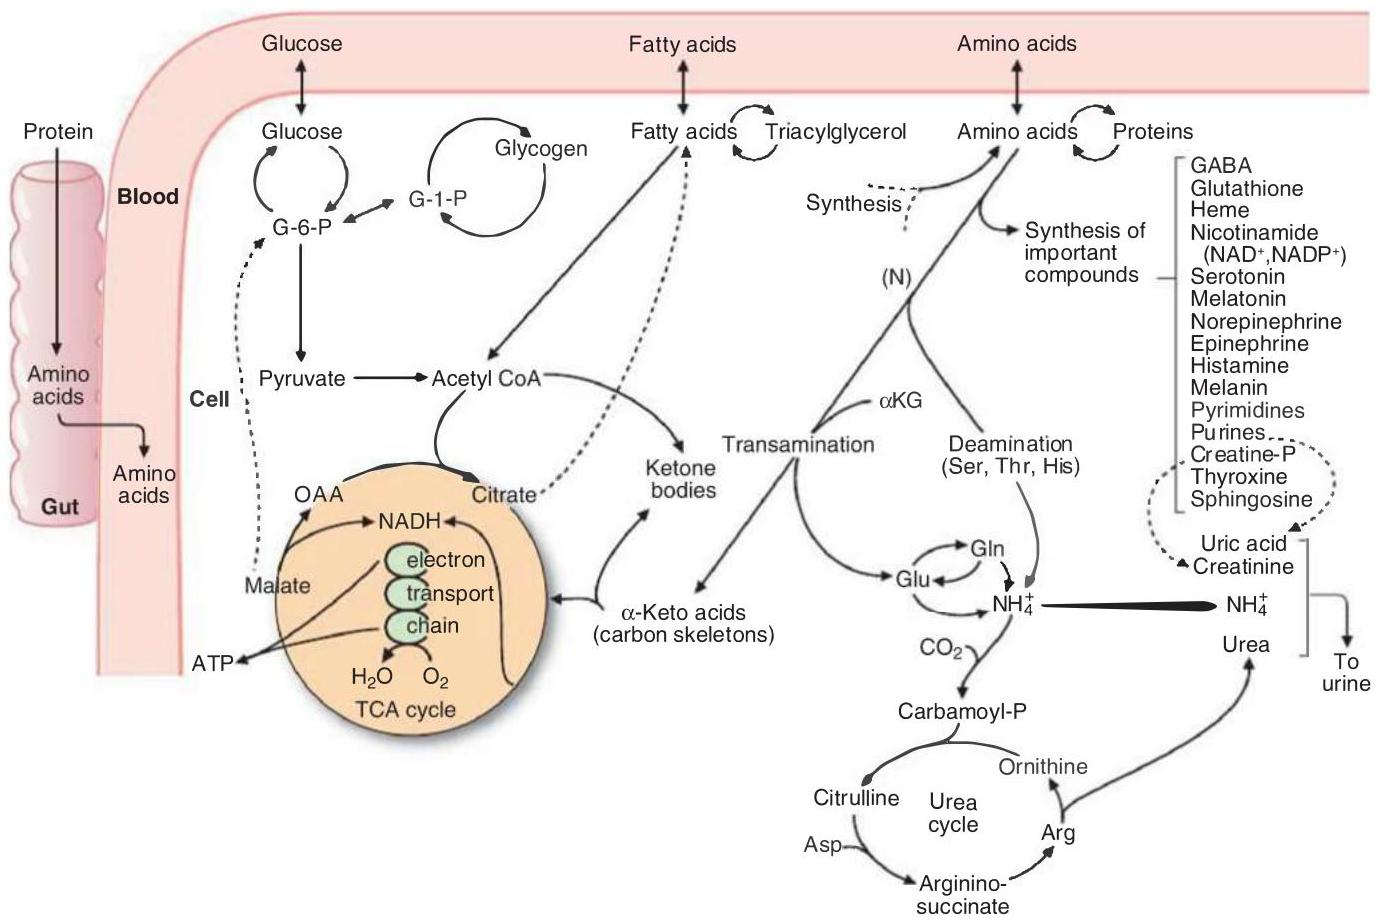 Glucose
Fatty acids
Amino acids
Protein
Glucose
Fatty acids
Triacylglycerol
Amino acids
Proteins
Glycogen
Blood
G-1-P
G-6-P
Synthesis
Synthesis of
important
compounds
(N)
GABA
Glutathione
Heme
Nicotinamide
(NAD⁺,NADP⁺)
Serotonin
Melatonin
Norepinephrine
Epinephrine
Histamine
Melanin
Pyrimidines
Purines
Creatine-P
Thyroxine
Sphingosine
Amino
acids
Pyruvate
Acetyl CoA
Cell
αKG
Transamination
Deamination
(Ser, Thr, His)
Amino
acids
Gut
Ketone
bodies
OAA
Citrate
NADH
electron
transport
chain
Malate
ATP
H₂O
O₂
TCA cycle
α-Keto acids
(carbon skeletons)
Gln
Glu
NH₄⁺
Uric acid
Creatinine
NH₄⁺
Urea
To
urine
CO₂
Carbamoyl-P
Ornithine
Citrulline
Urea
cycle
Asp
Arg
Arginino-
succinate